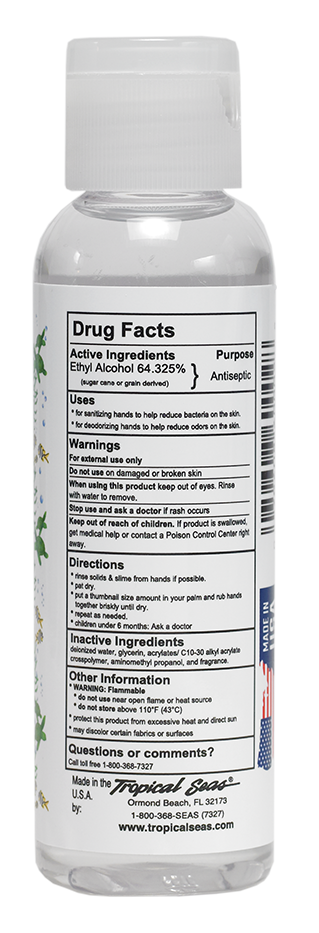 Drug Facts
Active Ingredients Purpose
Ethyl Alcohol 64.325% } Antiseptic
(sugar cane or grain derived)
Uses
* for sanitizing hands to help reduce bacteria on the skin.
* for deodorizing hands to help reduce odors on the skin.
Warnings
For external use only
Do not use on damaged or broken skin
When using this product keep out of eyes. Rinse
with water to remove.
Stop use and ask a doctor if rash occurs
Keep out of reach of children. If product is swallowed,
get medical help or contact a Poison Control Center right
away.
Directions
* rinse solids & slime from hands if possible.
* pat dry.
* put a thumbnail size amount in your palm and rub hands
together briskly until dry.
* repeat as needed.
* children under 6 months: Ask a doctor
Inactive Ingredients
deionized water, glycerin, acrylates/ C10-30 alkyl acrylate
crosspolymer, aminomethyl propanol, and fragrance.
Other Information
* WARNING: Flammable
* do not use near open flame or heat source
* do not store above 110°F (43°C)
* protect this product from excessive heat and direct sun
* may discolor certain fabrics or surfaces
Questions or comments?
Call toll free 1-800-368-7327
Made in the
U.S.A.
by:
Tropical Seas®
Ormond Beach, FL 32173
1-800-368-SEAS (7327)
www.tropicalseas.com
MADE IN
USA